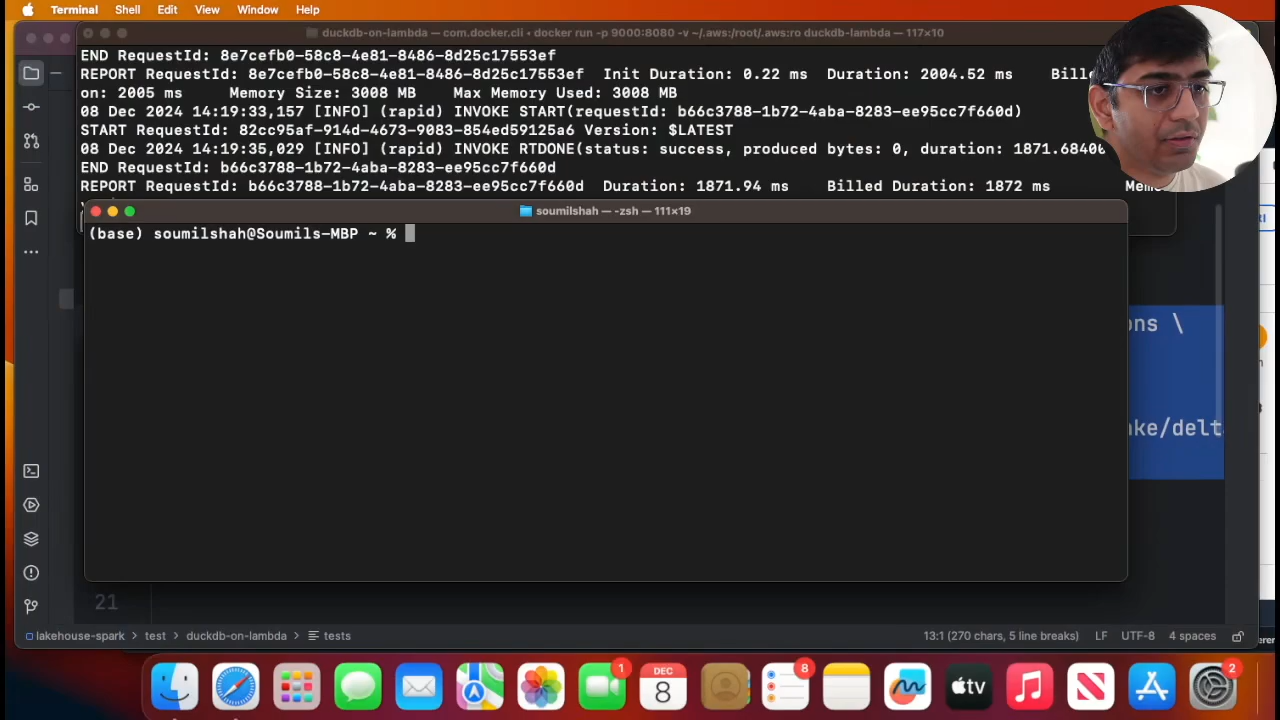 Terminal Shell Edit View Window Help
duckdb-on-lambda — com.docker.cli ‹ docker run -p 9000:8080 -v ~/.aws:/root/.aws:ro duckdb-lambda — 117×10
END RequestId: 8e7cefb0-58c8-4e81-8486-8d25c17553ef
REPORT RequestId: 8e7cefb0-58c8-4e81-8486-8d25c17553ef Init Duration: 0.22 ms Duration: 2004.52 ms Bille
on: 2005 ms Memory Size: 3008 MB Max Memory Used: 3008 MB
08 Dec 2024 14:19:33,157 [INFO] (rapid) INVOKE START(requestId: b66c3788-1b72-4aba-8283-ee95cc7f660d)
START RequestId: 82cc95af-914d-4673-9083-854ed59125a6 Version: $LATEST
08 Dec 2024 14:19:35,029 [INFO] (rapid) INVOKE RTDONE(status: success, produced bytes: 0, duration: 1871.68400
END RequestId: b66c3788-1b72-4aba-8283-ee95cc7f660d
REPORT RequestId: b66c3788-1b72-4aba-8283-ee95cc7f660d Duration: 1871.94 ms Billed Duration: 1872 ms Memo
soumilshah — -zsh — 111×19
(base) soumilshah@Soumils-MBP ~ %
ons \
ake/delt
21
lakehouse-spark › test › duckdb-on-lambda › tests
13:1 (270 chars, 5 line breaks) LF UTF-8 4 spaces
1
DEC
8
8
tv
2